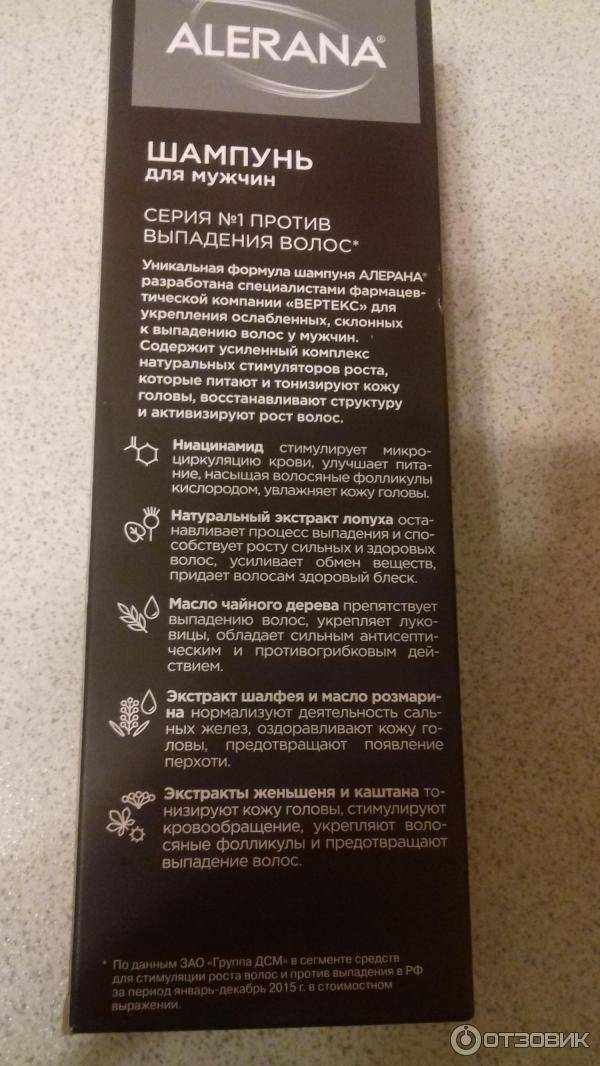 ALERANA®
ШАМПУНЬ
для мужчин
СЕРИЯ №1 ПРОТИВ
ВЫПАДЕНИЯ ВОЛОС*
Уникальная формула шампуня АЛЕРАНА®
разработана специалистами фармацев-
тической компании «ВЕРТЕКС» для
укрепления ослабленных, склонных
к выпадению волос у мужчин.
Содержит усиленный комплекс
натуральных стимуляторов роста,
которые питают и тонизируют кожу
головы, восстанавливают структуру
и активизируют рост волос.
Ниацинамид стимулирует микро-
циркуляцию крови, улучшает пита-
ние, насыщая волосяные фолликулы
кислородом, увлажняет кожу головы.
Натуральный экстракт лопуха оста-
навливает процесс выпадения и спо-
собствует росту сильных и здоровых
волос, усиливает обмен веществ,
придает волосам здоровый блеск.
Масло чайного дерева препятствует
выпадению волос, укрепляет луко-
вицы, обладает сильным антисепти-
ческим и противогрибковым дей-
ствием.
Экстракт шалфея и масло розмари-
на нормализуют деятельность саль-
ных желез, оздоравливают кожу го-
ловы, предотвращают появление
перхоти.
Экстракты женьшеня и каштана то-
низируют кожу головы, стимулируют
кровообращение, укрепляют воло-
сяные фолликулы и предотвращают
выпадение волос.
* По данным ЗАО «Группа ДСМ» в сегменте средств
для стимуляции роста волос и против выпадения в РФ
за период январь-декабрь 2015 г. в стоимостном
выражении.
ОТЗОВИК